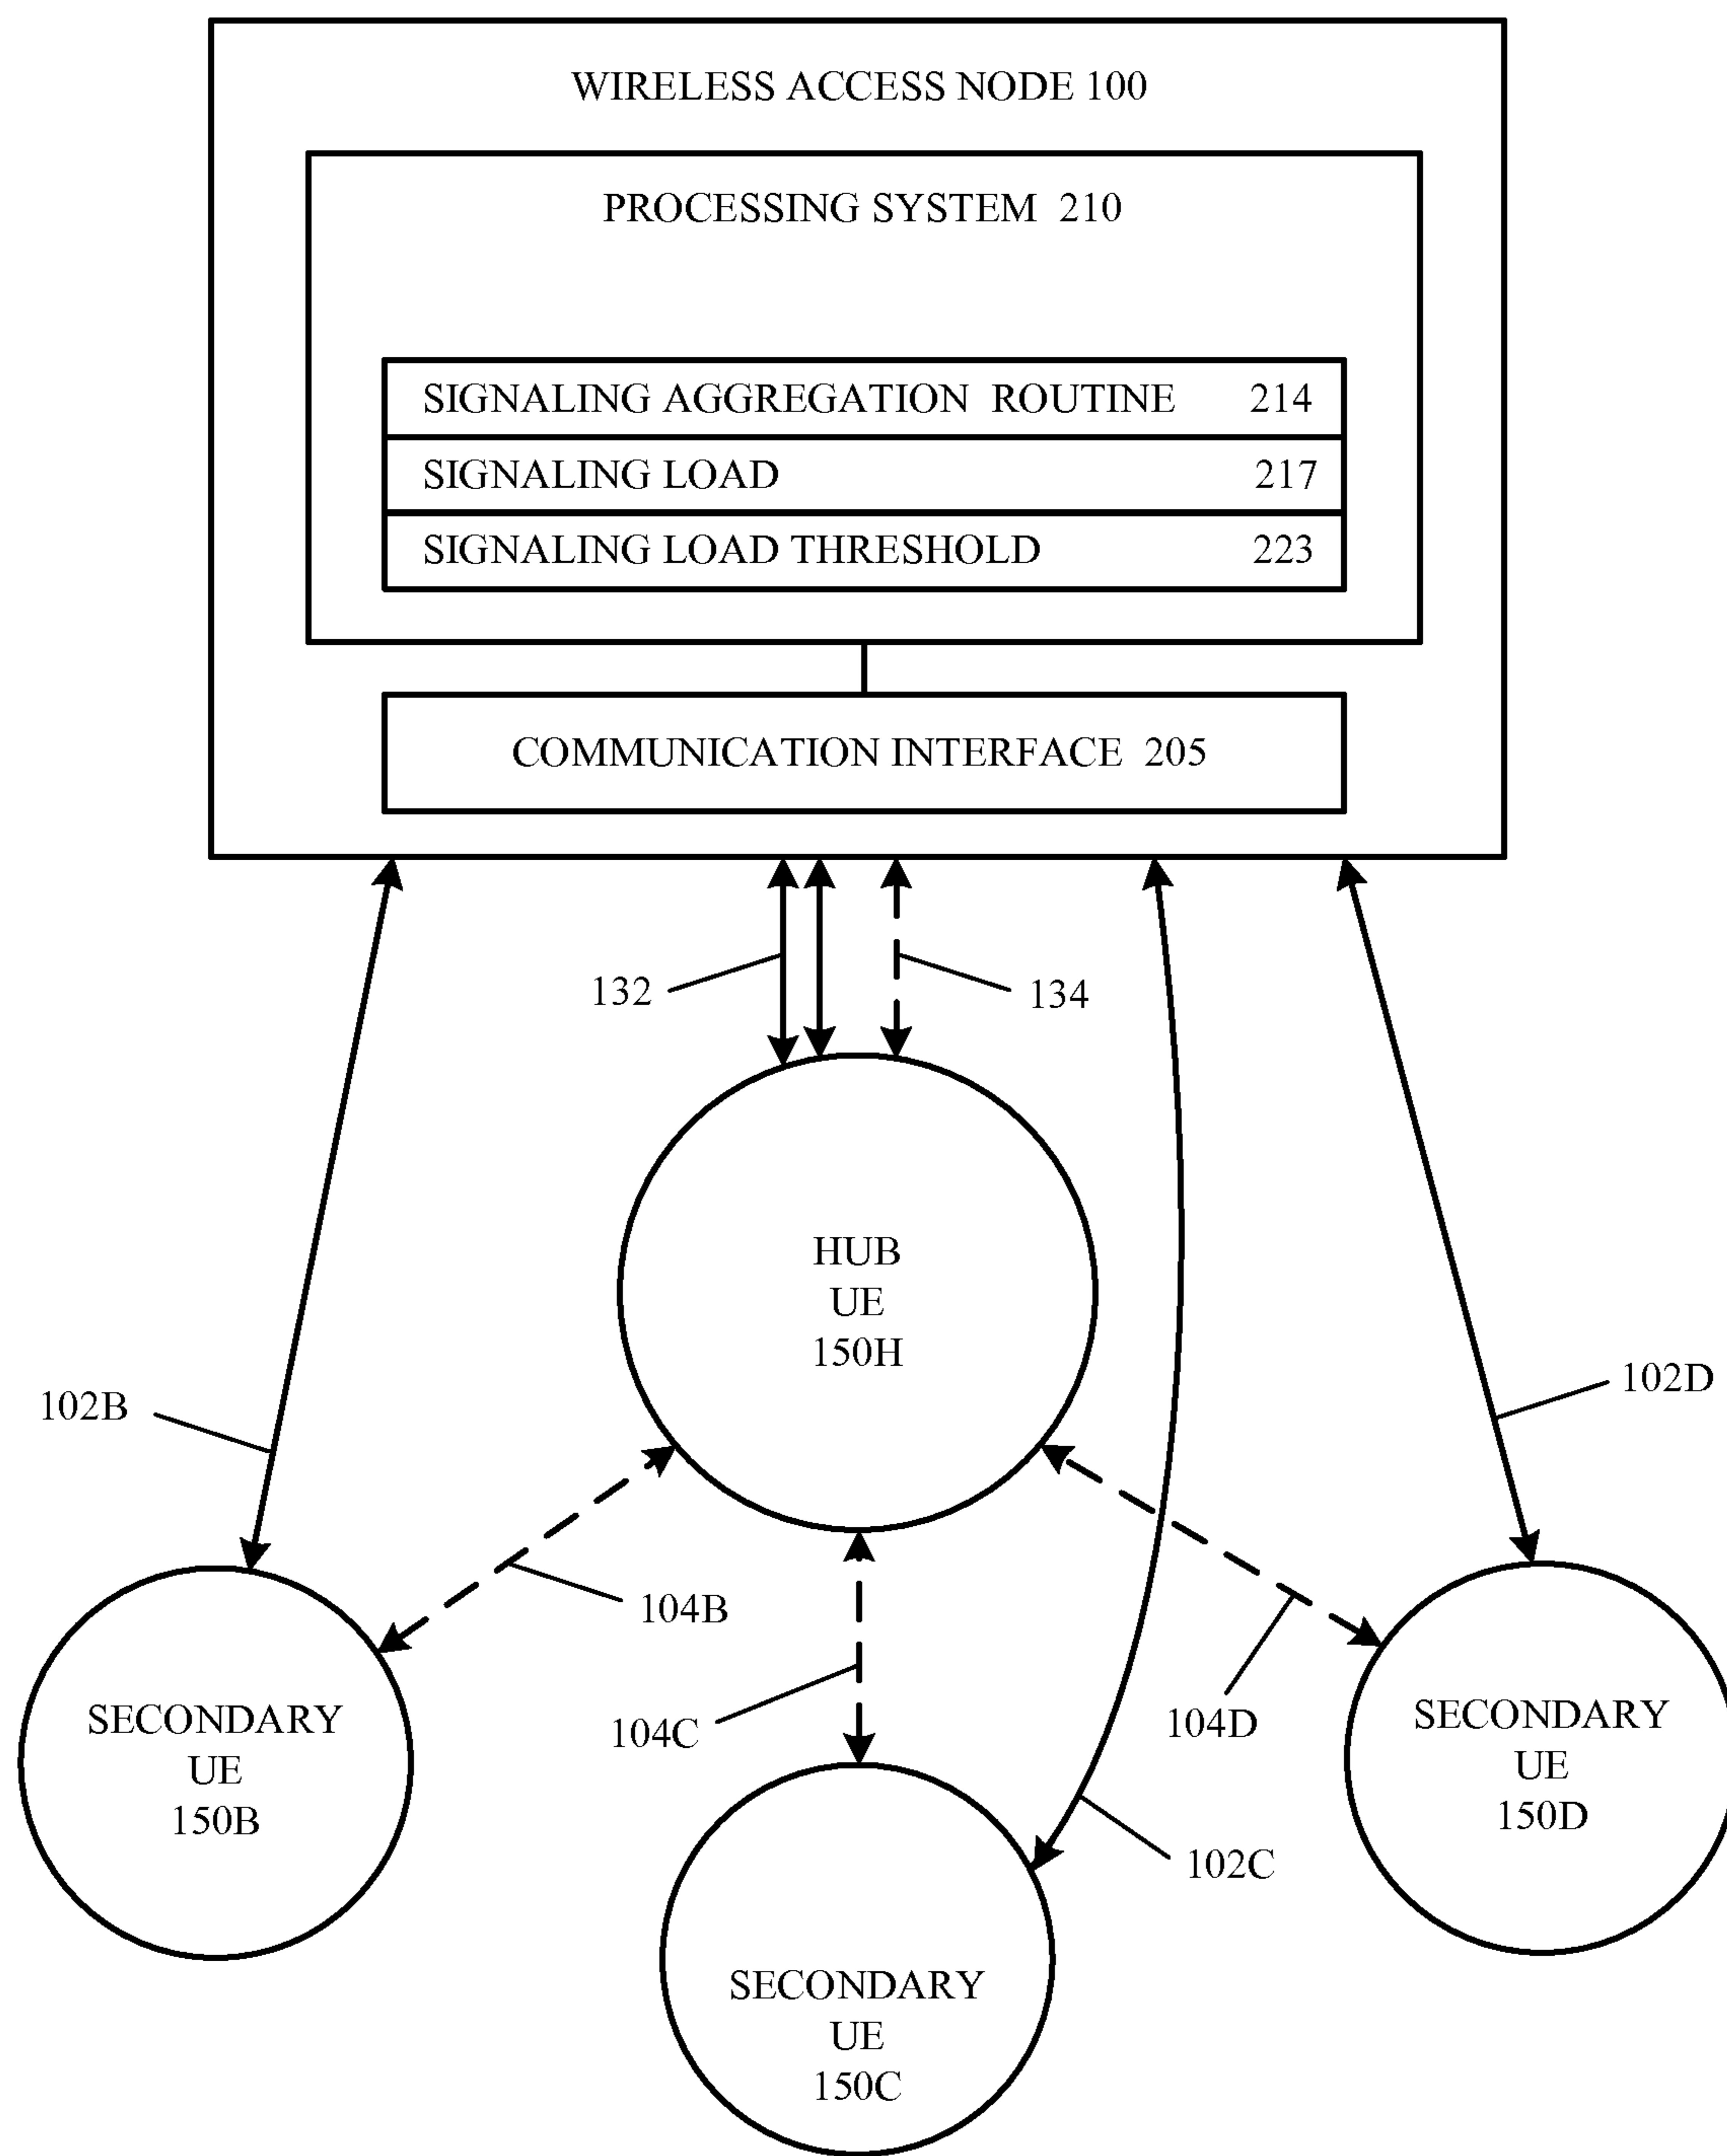 WIRELESS ACCESS NODE 100
PROCESSING SYSTEM 210
SIGNALING AGGREGATION ROUTINE 214
SIGNALING LOAD 217
SIGNALING LOAD THRESHOLD 223
COMMUNICATION INTERFACE 205
132
134
HUB
UE
150H
102B
102D
104B
104C
104D
SECONDARY
UE
150B
SECONDARY
UE
150D
102C
SECONDARY
UE
150C